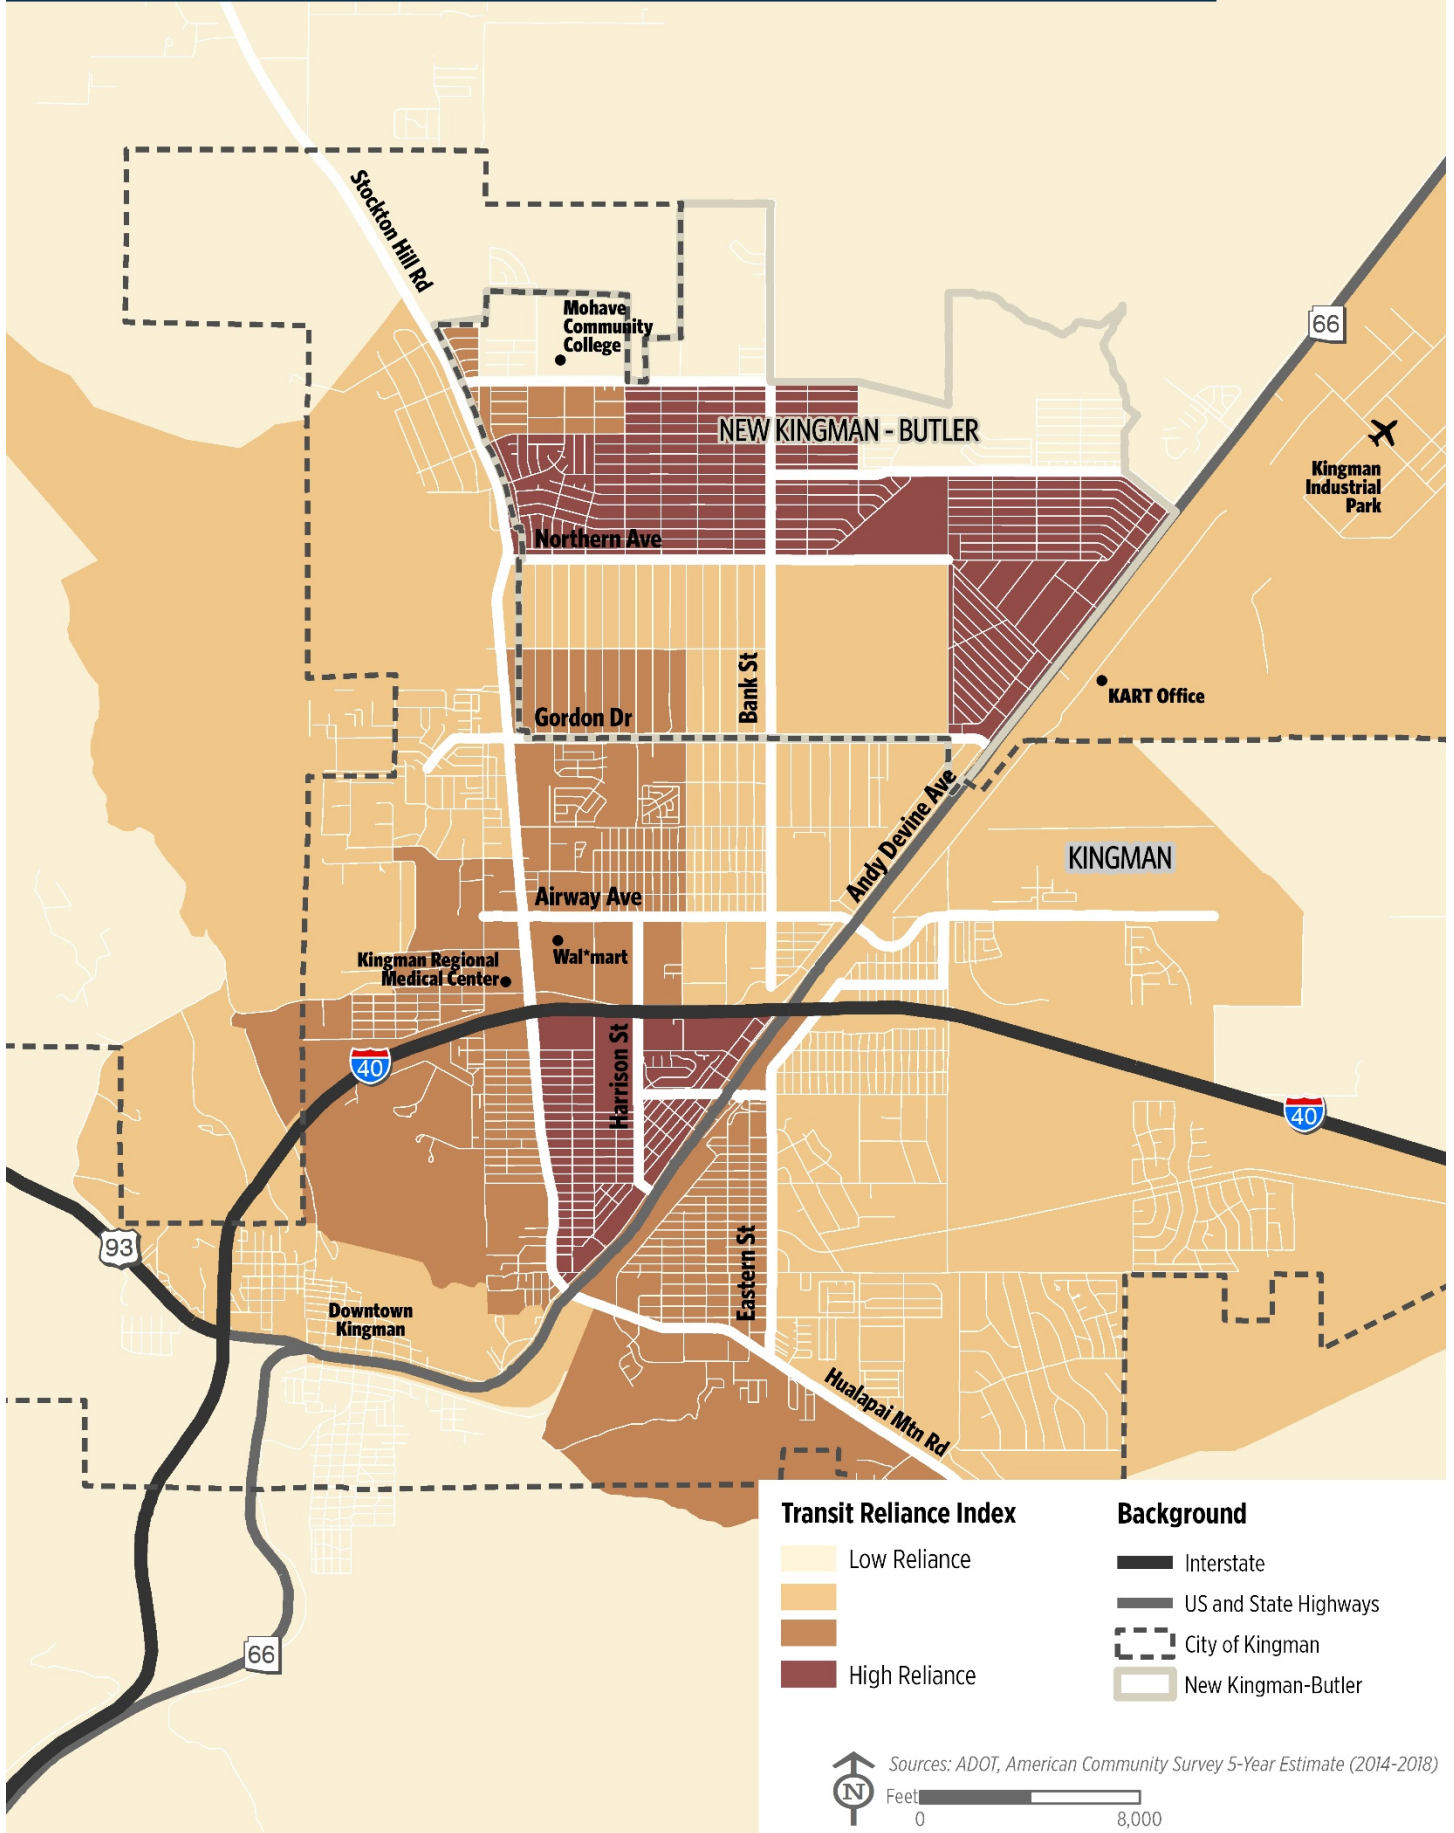 Stockton Hill Rd
Mohave
Community
College
66
NEW KINGMAN - BUTLER
Kingman
Industrial
Park
Northern Ave
Bank St
KART Office
Gordon Dr
Andy Devine Ave
KINGMAN
Airway Ave
Wal*mart
Kingman Regional
Medical Center
Harrison St
40
40
93
Eastern St
Downtown
Kingman
Hualapai Mtn Rd
66
Transit Reliance Index
Low Reliance
High Reliance
Background
Interstate
US and State Highways
City of Kingman
New Kingman-Butler
Sources: ADOT, American Community Survey 5-Year Estimate (2014-2018)
N
Feet
0
8,000